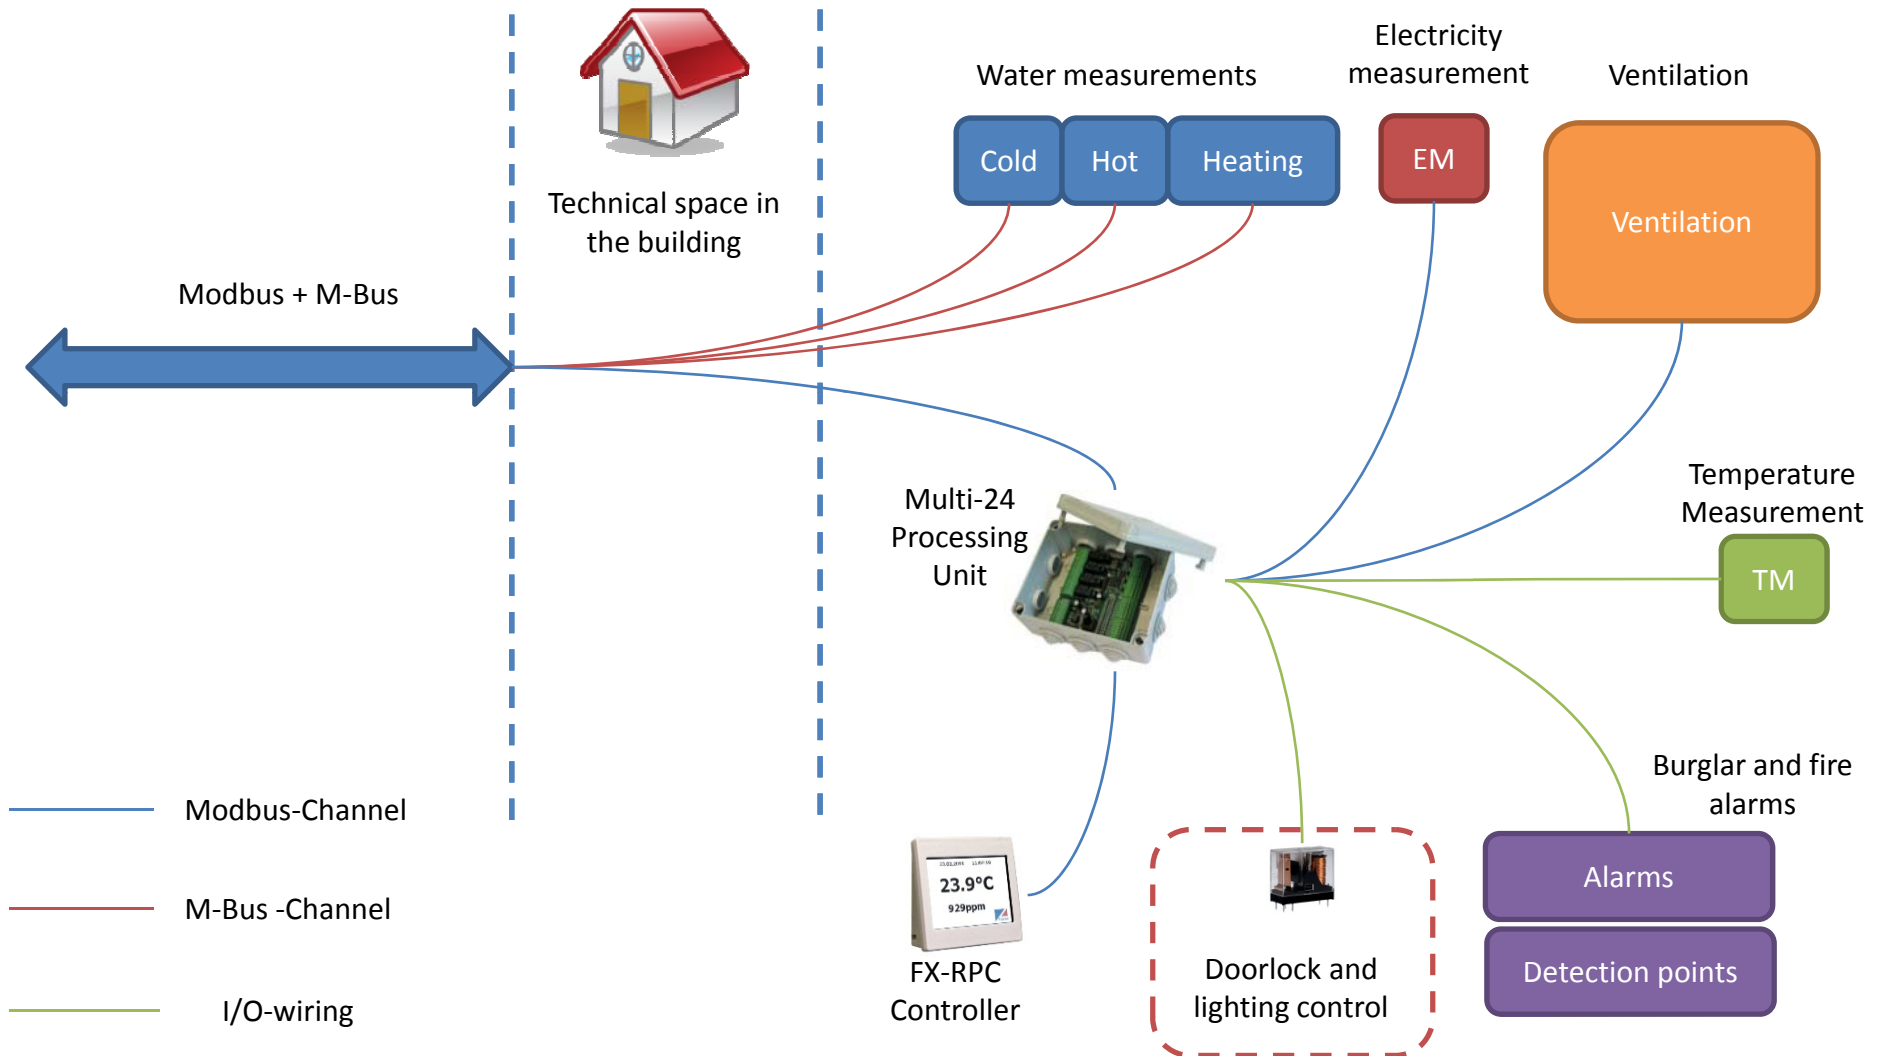 Electricity
measurement
Water measurements
Ventilation
Cold
Hot
Heating
EM
Ventilation
Technical space in
the building
Modbus + M-Bus
Temperature
Measurement
TM
Multi-24
Processing
Unit
Burglar and fire
alarms
Modbus-Channel
M-Bus -Channel
I/O-wiring
23.9°C
929ppm
FX-RPC
Controller
Doorlock and
lighting control
Alarms
Detection points